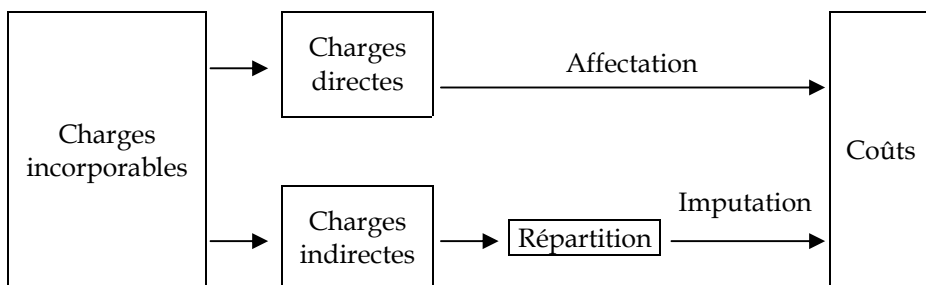 Charges
incorporables
Charges
directes
Affectation
Charges
indirectes
Répartition
Imputation
Coûts